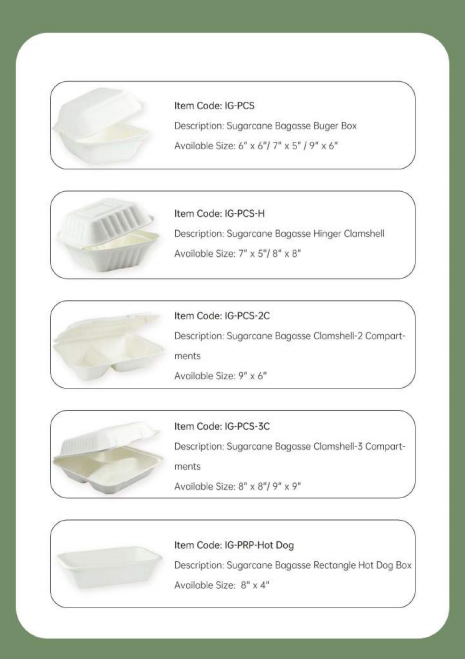 Item Code: IG-PCS
Description: Sugarcane Bagasse Buger Box
Available Size: 6" x 6"/ 7" x 5" / 9" x 6"
Item Code: IG-PCS-H
Description: Sugarcane Bagasse Hinger Clamshell
Available Size: 7" x 5"/ 8" x 8"
Item Code: IG-PCS-2C
Description: Sugarcane Bagasse Clamshell-2 Compart-
ments
Available Size: 9" x 6"
Item Code: IG-PCS-3C
Description: Sugarcane Bagasse Clamshell-3 Compart-
ments
Available Size: 8" x 8"/ 9" x 9"
Item Code: IG-PRP-Hot Dog
Description: Sugarcane Bagasse Rectangle Hot Dog Box
Available Size: 8" x 4"